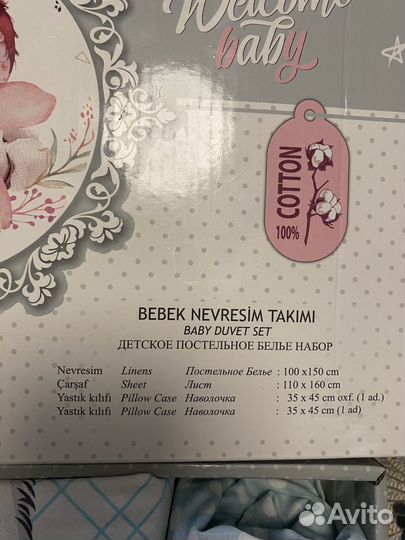 Welcome
baby
100% COTTON
BEBEK NEVRESİM TAKIMI
BABY DUVET SET
ДЕТСКОЕ ПОСТЕЛЬНОЕ БЕЛЬЕ НАБОР
Nevresim Linens Постельное Белье : 100 x150 cm
Çarşaf Sheet Лист : 110 x 160 cm
Yastık kılıfı Pillow Case Наволочка : 35 x 45 cm oxf. (1 ad.)
Yastık kılıfı Pillow Case Наволочка : 35 x 45 cm (1 ad)
Avito